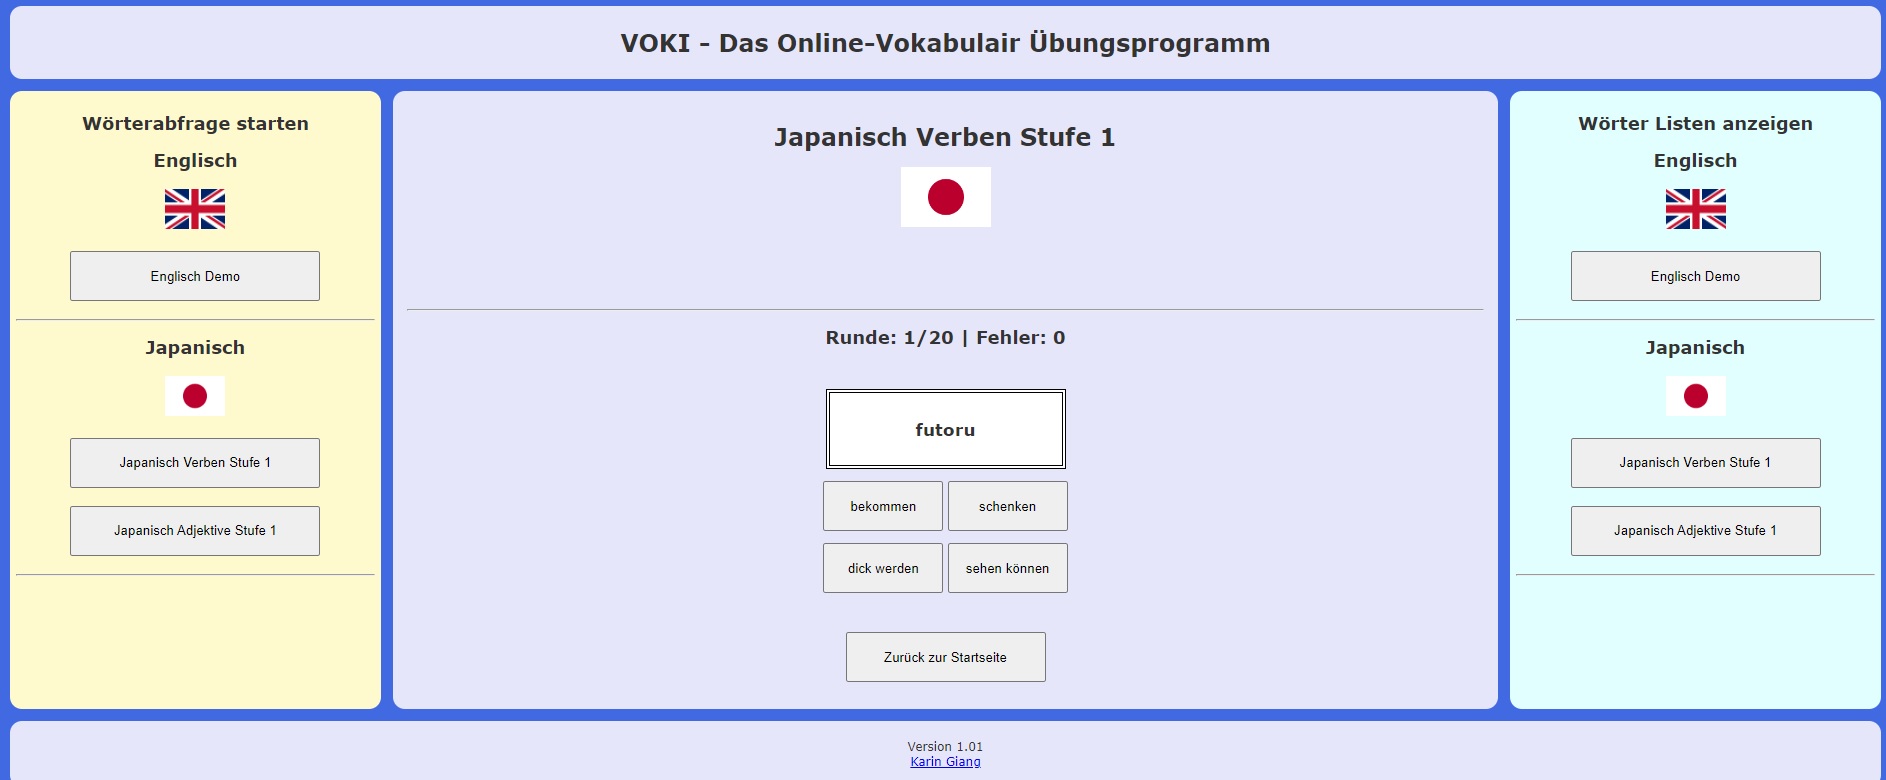 VOKI - Das Online-Vokabulair Übungsprogramm
Wörterabfrage starten
Englisch
Englisch Demo
Japanisch
Japanisch Verben Stufe 1
Japanisch Adjektive Stufe 1
Japanisch Verben Stufe 1
Runde: 1/20 | Fehler: 0
futoru
bekommen schenken
dick werden sehen können
Zurück zur Startseite
Wörter Listen anzeigen
Englisch
Englisch Demo
Japanisch
Japanisch Verben Stufe 1
Japanisch Adjektive Stufe 1
Version 1.01
Karin Giang